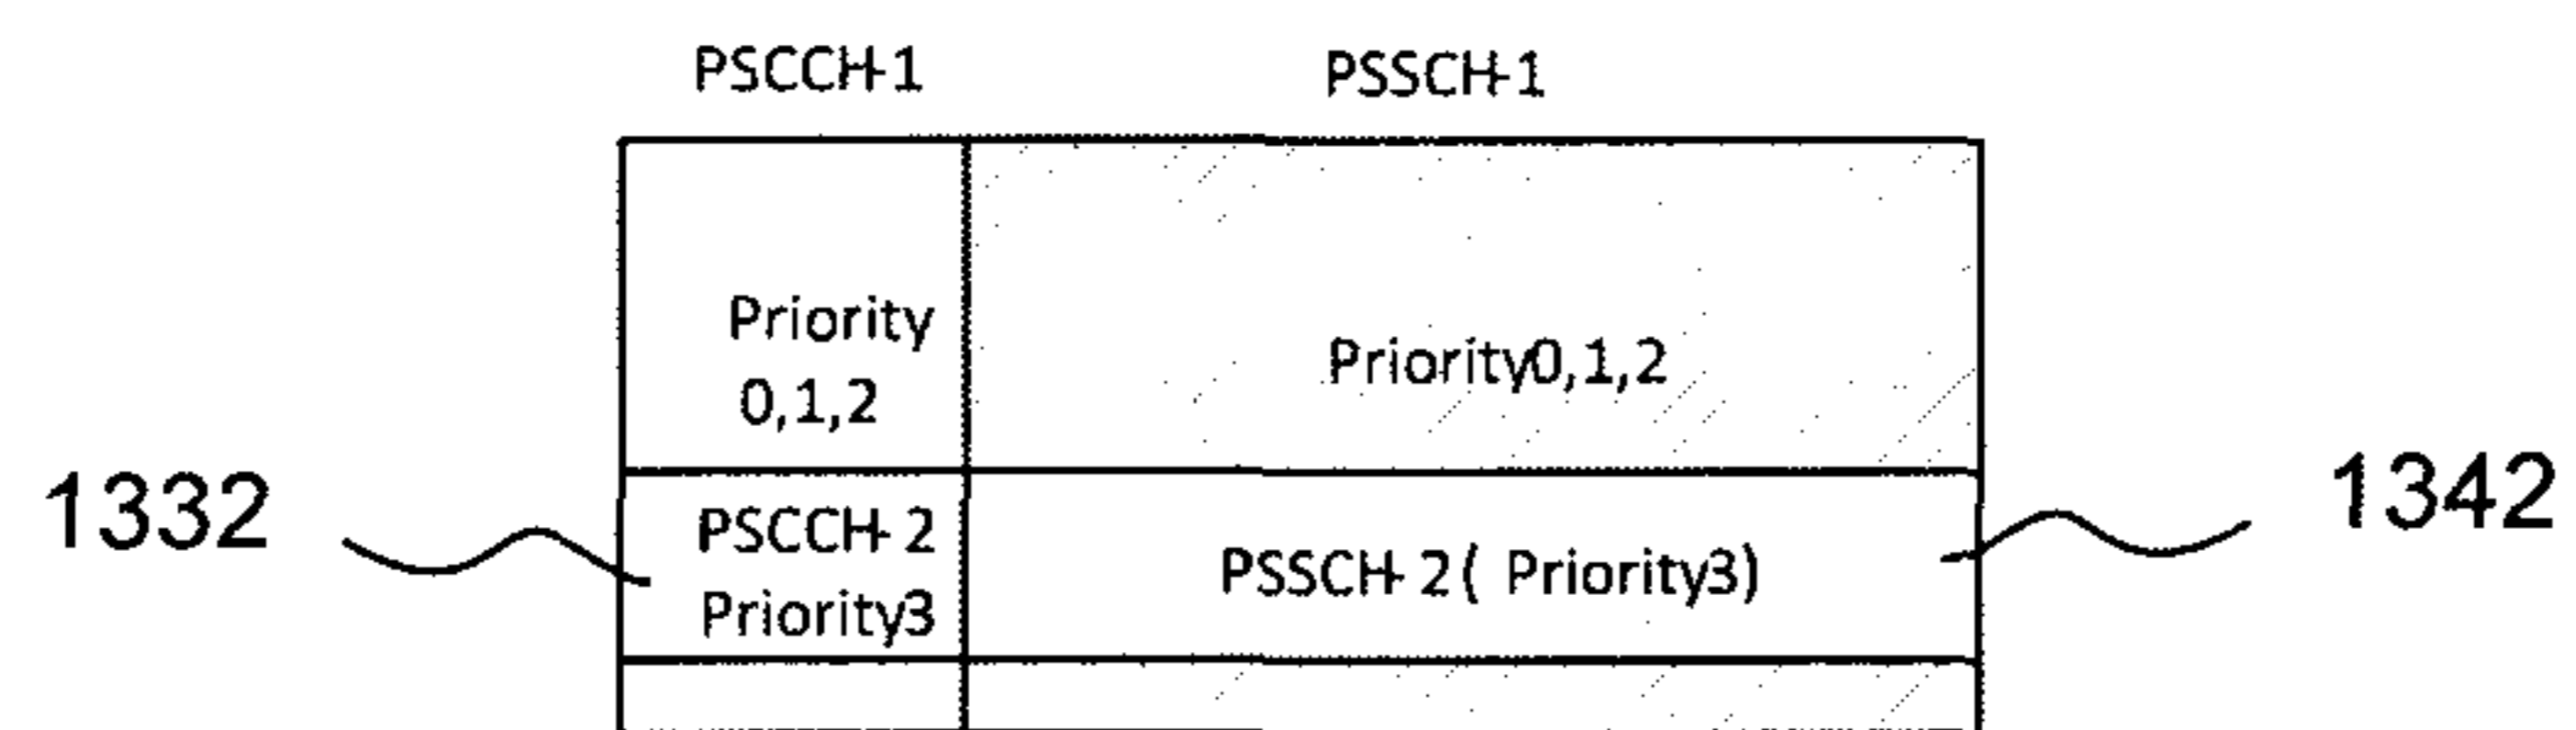 PSCCH-1 PSSCH-1
Priority
0,1,2
Priority0,1,2
1332
PSCCH-2
Priority3
PSSCH-2( Priority3)
1342